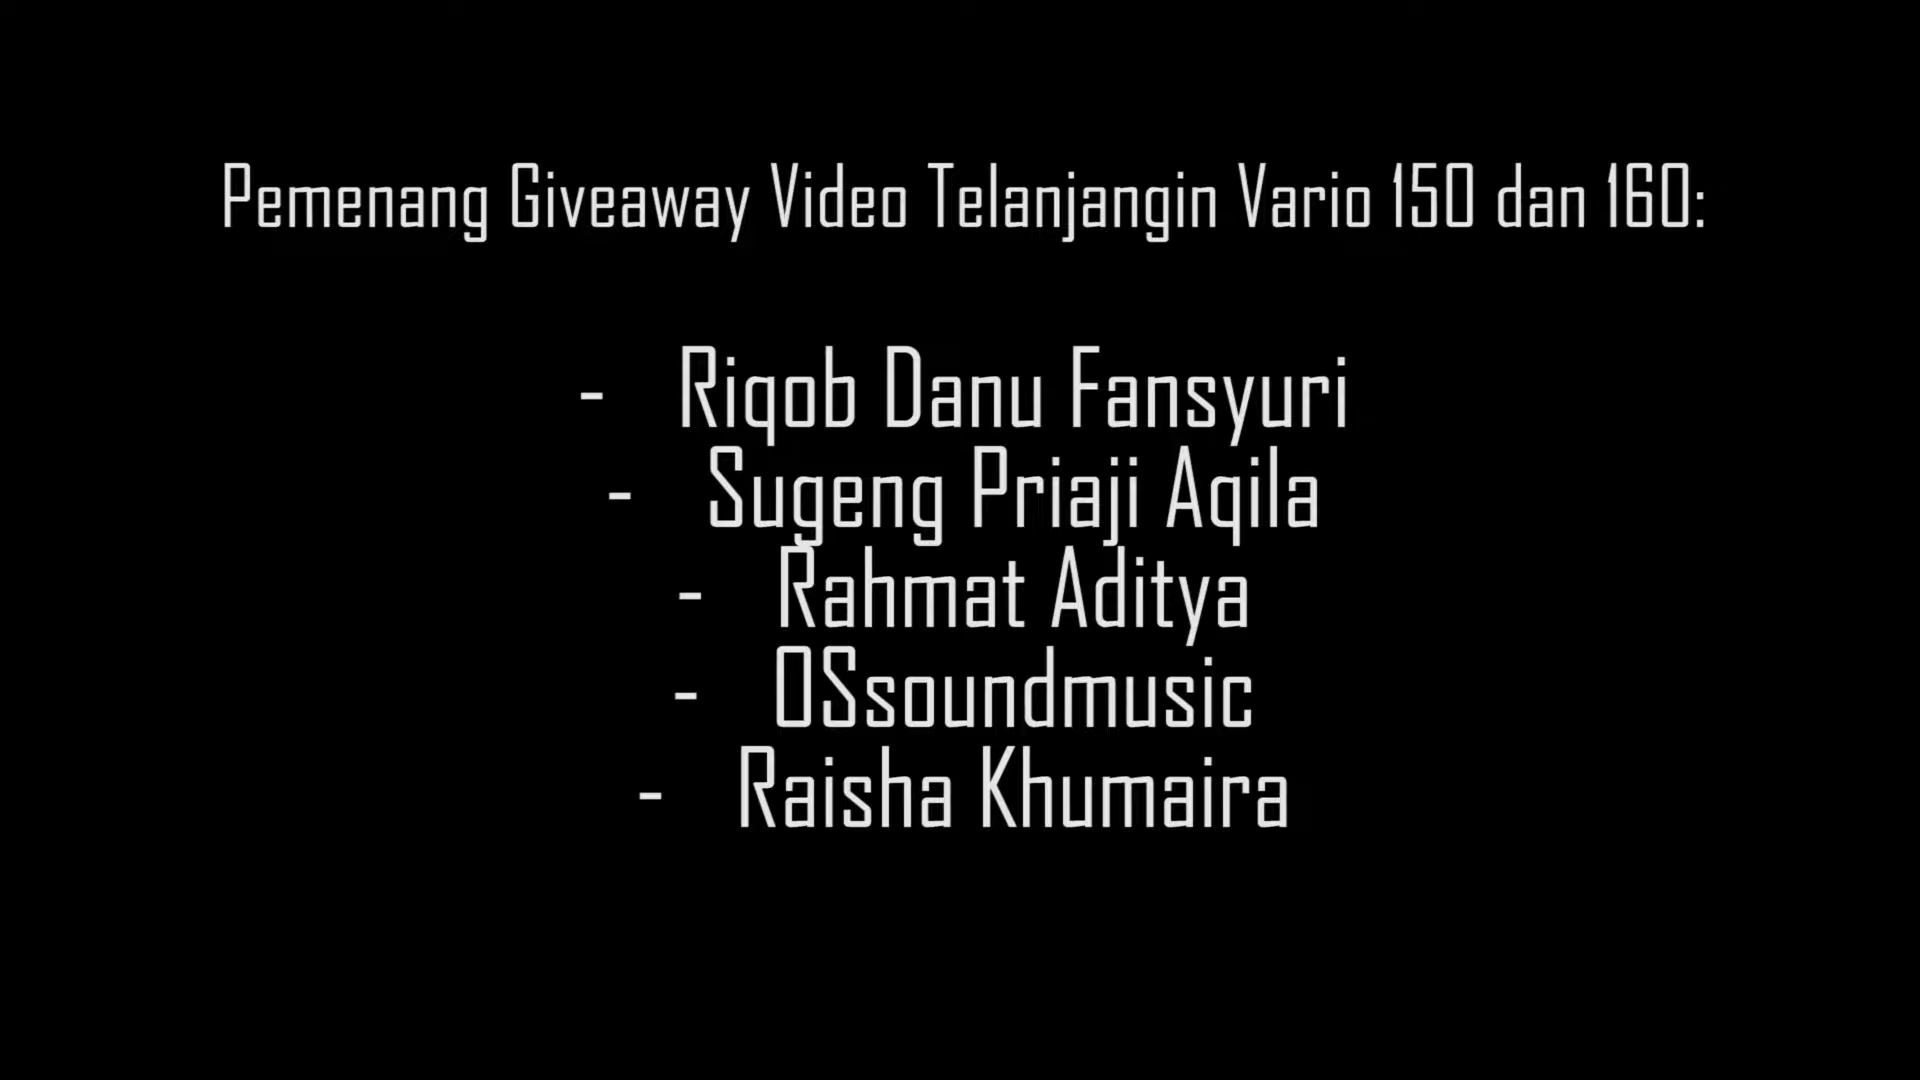 Pemenang Giveaway Video Telanjangin Vario 150 dan 160:
- Riqob Danu Fansyuri
- Sugeng Priaji Aqila
- Rahmat Aditya
- OSsoundmusic
- Raisha Khumaira